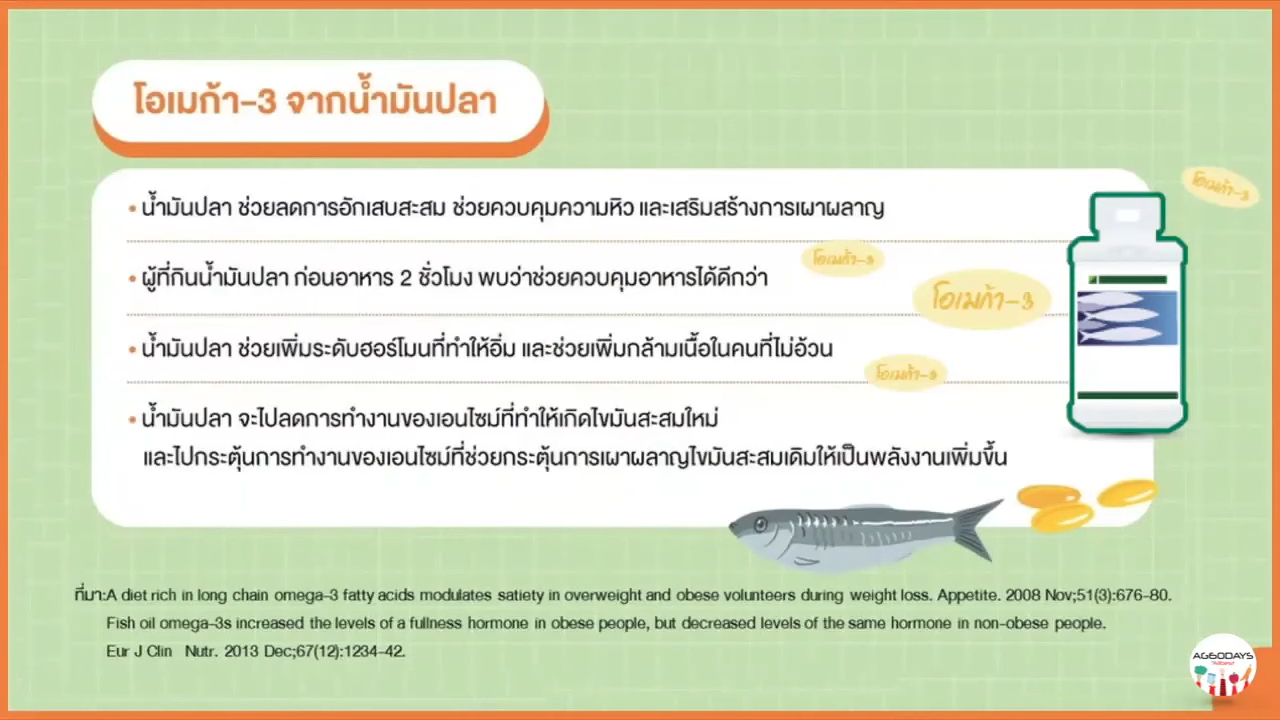 โอเมก้า-3 จากน้ำมันปลา
• น้ำมันปลา ช่วยลดการอักเสบสะสม ช่วยควบคุมความหิว และเสริมสร้างการเผาผลาญ
• ผู้ที่กินน้ำมันปลา ก่อนอาหาร 2 ชั่วโมง พบว่าช่วยควบคุมอาหารได้ดีกว่า
• น้ำมันปลา ช่วยเพิ่มระดับฮอร์โมนที่ทำให้อิ่ม และช่วยเพิ่มกล้ามเนื้อในคนที่ไม่อ้วน
• น้ำมันปลา จะไปลดการทำงานของเอนไซม์ที่ทำให้เกิดไขมันสะสมใหม่
และไปกระตุ้นการทำงานของเอนไซม์ที่ช่วยกระตุ้นการเผาผลาญไขมันสะสมเดิมให้เป็นพลังงานเพิ่มขึ้น
โอเมก้า-3
โอเมก้า-3
โอเมก้า-3
โอเมก้า-3
ที่มา:A diet rich in long chain omega-3 fatty acids modulates satiety in overweight and obese volunteers during weight loss. Appetite. 2008 Nov;51(3):676-80.
Fish oil omega-3s increased the levels of a fullness hormone in obese people, but decreased levels of the same hormone in non-obese people.
Eur J Clin Nutr. 2013 Dec;67(12):1234-42.
AG60DAYS